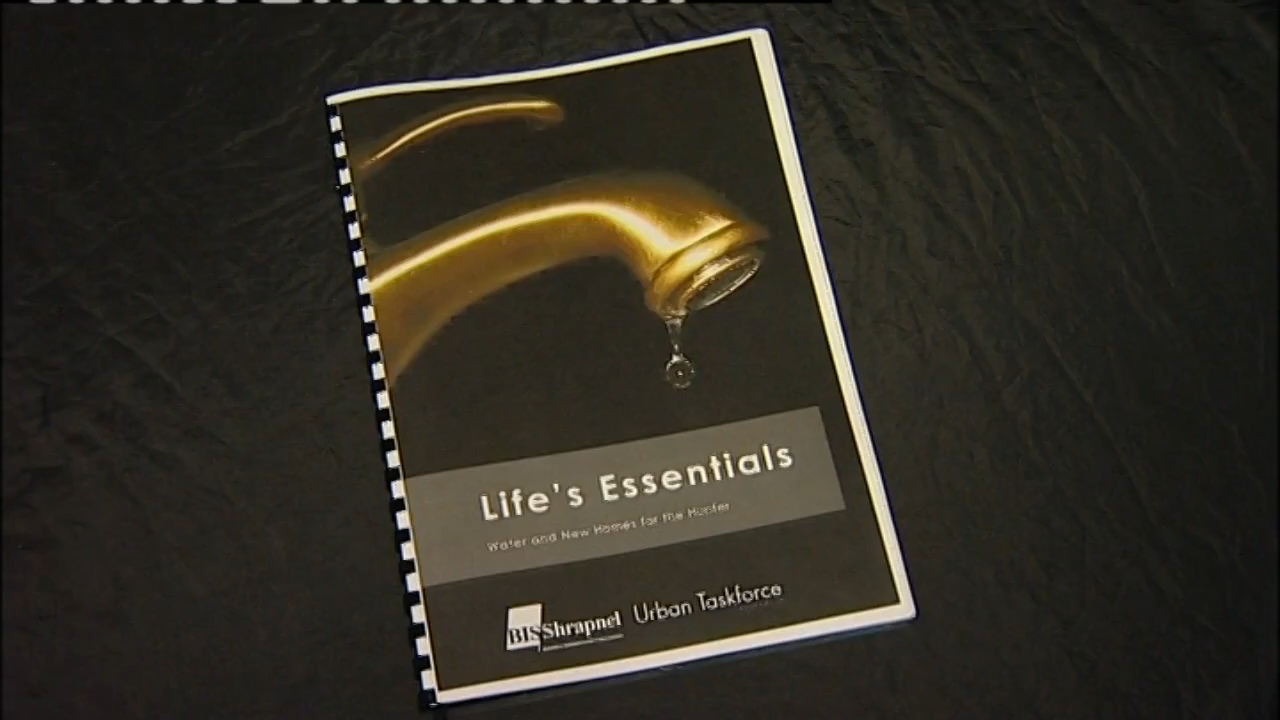 Life's Essentials
Water and New Homes for the Hunter
BIS Shrapnel Urban Taskforce